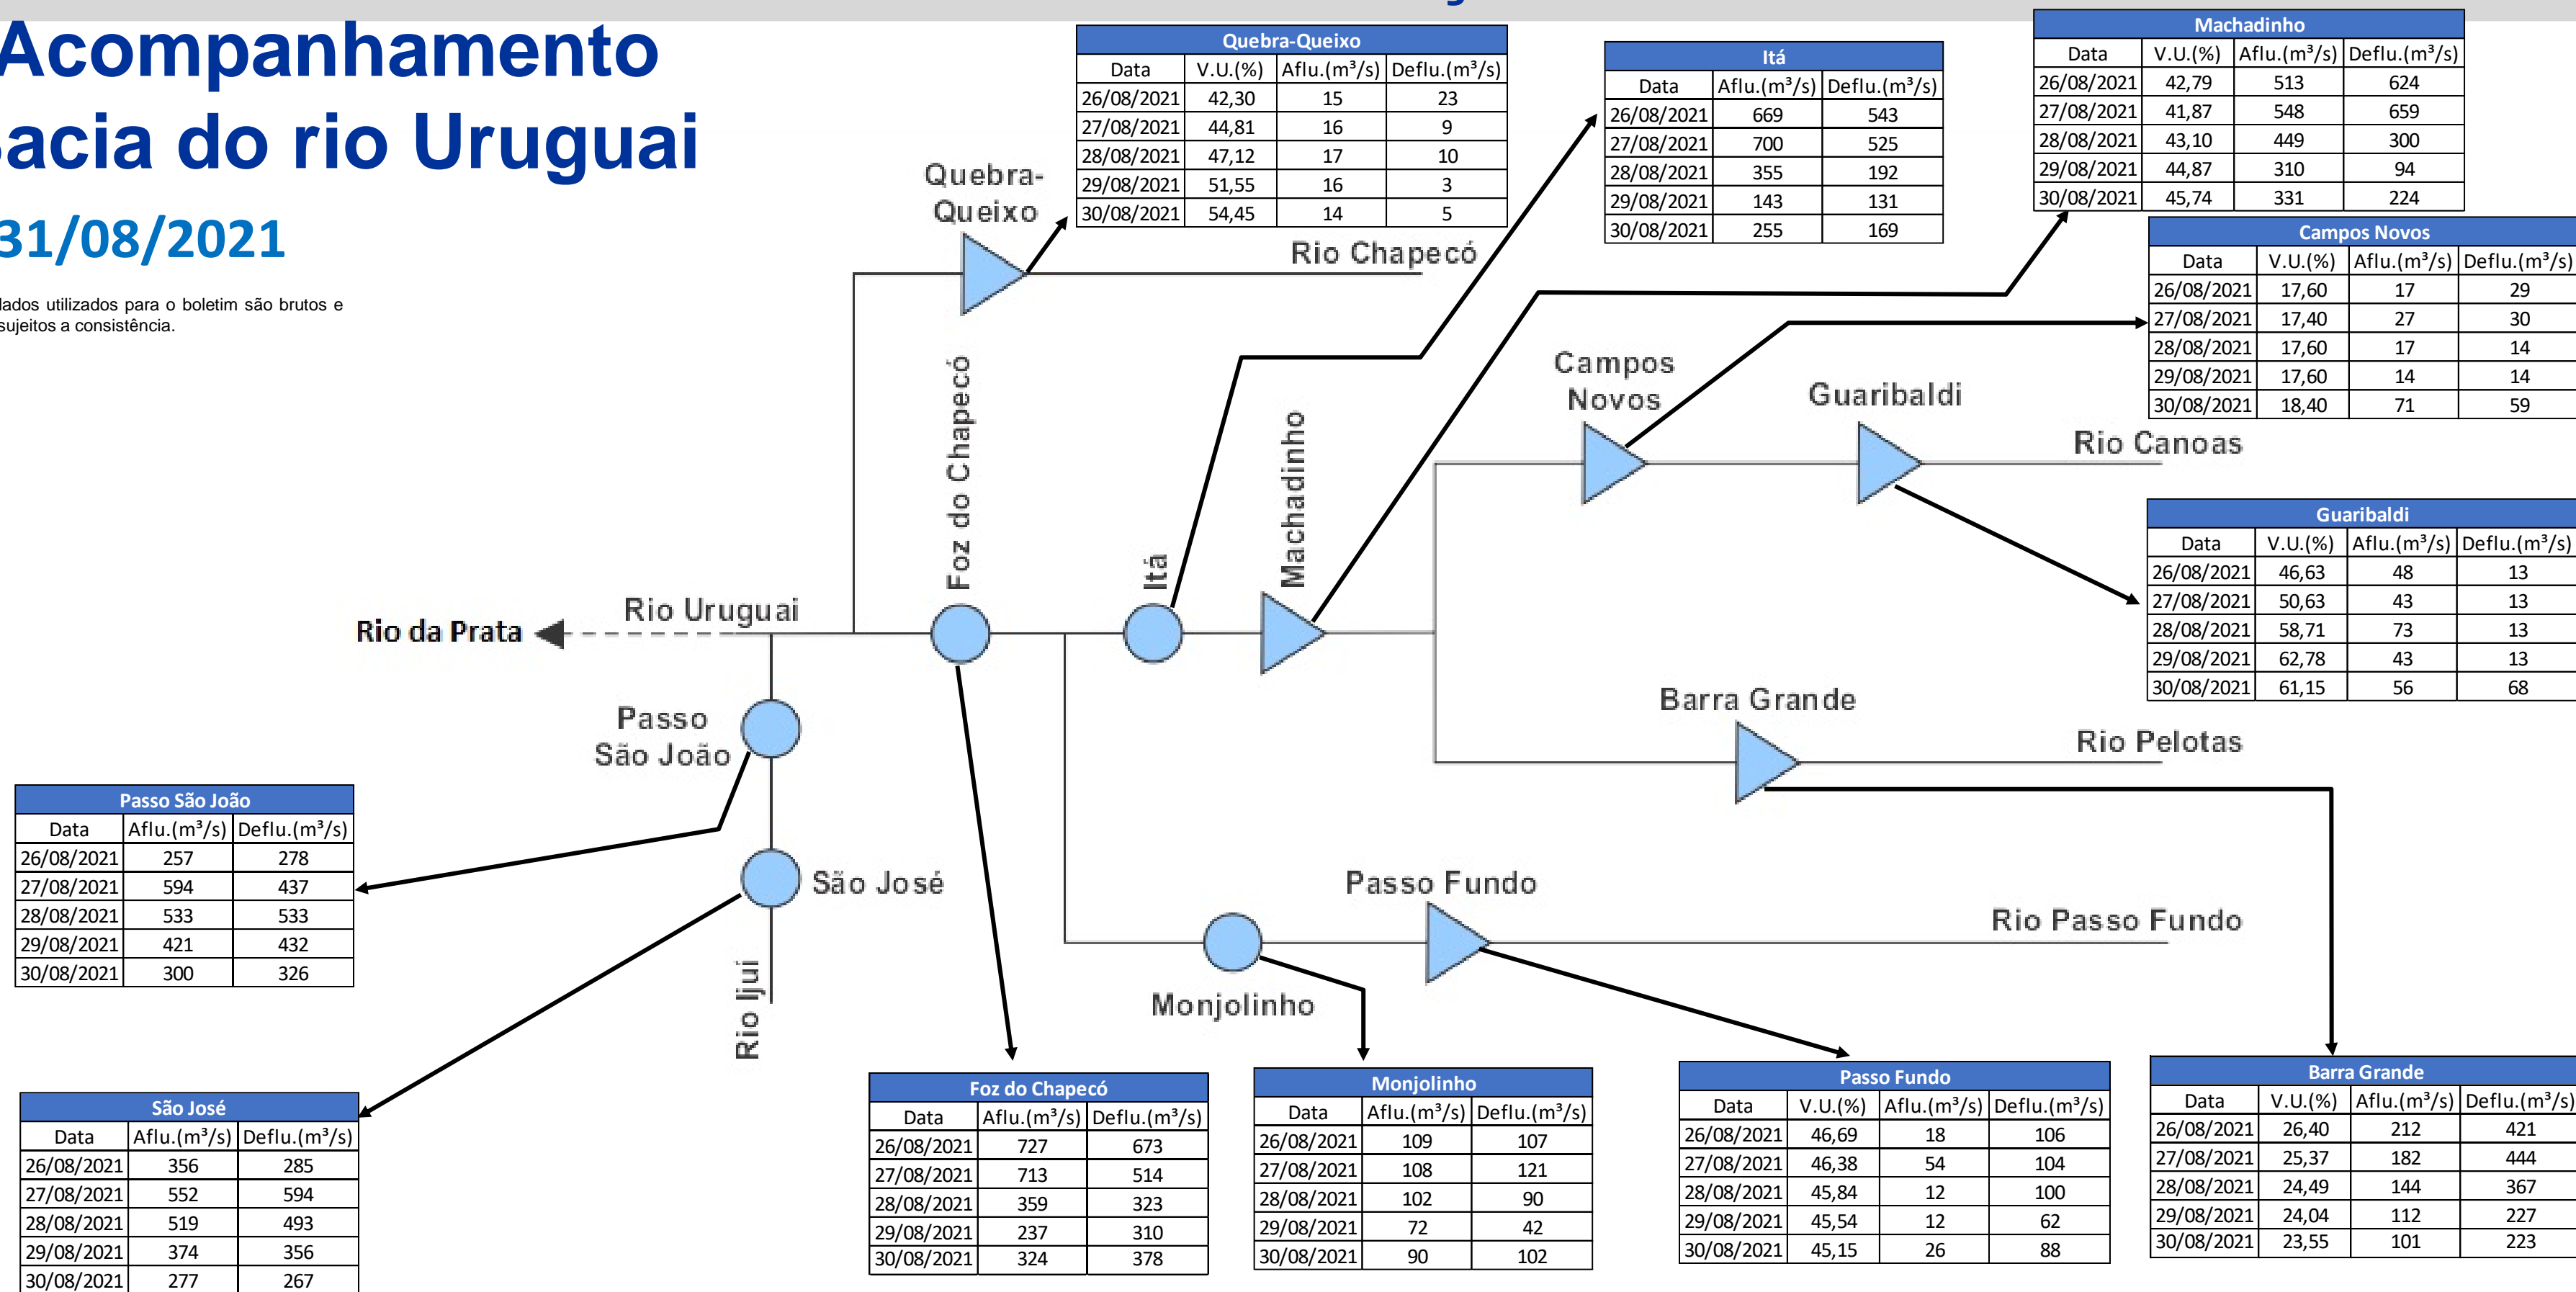 Acompanhamento
acia do rio Uruguai
31/08/2021
dados utilizados para o boletim são brutos e
sujeitos a consistência.
Quebra-Queixo
Data V.U.(%) Aflu.(m³/s) Deflu.(m³/s)
26/08/2021 42,30 15 23
27/08/2021 44,81 16 9
28/08/2021 47,12 17 10
29/08/2021 51,55 16 3
30/08/2021 54,45 14 5
Itá
Data Aflu.(m³/s) Deflu.(m³/s)
26/08/2021 669 543
27/08/2021 700 525
28/08/2021 355 192
29/08/2021 143 131
30/08/2021 255 169
Machadinho
Data V.U.(%) Aflu.(m³/s) Deflu.(m³/s)
26/08/2021 42,79 513 624
27/08/2021 41,87 548 659
28/08/2021 43,10 449 300
29/08/2021 44,87 310 94
30/08/2021 45,74 331 224
Campos Novos
Data V.U.(%) Aflu.(m³/s) Deflu.(m³/s)
26/08/2021 17,60 17 29
27/08/2021 17,40 27 30
28/08/2021 17,60 17 14
29/08/2021 17,60 14 14
30/08/2021 18,40 71 59
Guaribaldi
Data V.U.(%) Aflu.(m³/s) Deflu.(m³/s)
26/08/2021 46,63 48 13
27/08/2021 50,63 43 13
28/08/2021 58,71 73 13
29/08/2021 62,78 43 13
30/08/2021 61,15 56 68
Quebra-
Queixo
Rio Chapecó
Foz do Chapecó
Itá
Machadinho
Campos
Novos
Guaribaldi
Rio Canoas
Rio da Prata
Rio Uruguai
Passo
São João
São José
Rio Ijuí
Barra Grande
Rio Pelotas
Passo Fundo
Rio Passo Fundo
Monjolinho
Passo São João
Data Aflu.(m³/s) Deflu.(m³/s)
26/08/2021 257 278
27/08/2021 594 437
28/08/2021 533 533
29/08/2021 421 432
30/08/2021 300 326
São José
Data Aflu.(m³/s) Deflu.(m³/s)
26/08/2021 356 285
27/08/2021 552 594
28/08/2021 519 493
29/08/2021 374 356
30/08/2021 277 267
Foz do Chapecó
Data Aflu.(m³/s) Deflu.(m³/s)
26/08/2021 727 673
27/08/2021 713 514
28/08/2021 359 323
29/08/2021 237 310
30/08/2021 324 378
Monjolinho
Data Aflu.(m³/s) Deflu.(m³/s)
26/08/2021 109 107
27/08/2021 108 121
28/08/2021 102 90
29/08/2021 72 42
30/08/2021 90 102
Passo Fundo
Data V.U.(%) Aflu.(m³/s) Deflu.(m³/s)
26/08/2021 46,69 18 106
27/08/2021 46,38 54 104
28/08/2021 45,84 12 100
29/08/2021 45,54 12 62
30/08/2021 45,15 26 88
Barra Grande
Data V.U.(%) Aflu.(m³/s) Deflu.(m³/s)
26/08/2021 26,40 212 421
27/08/2021 25,37 182 444
28/08/2021 24,49 144 367
29/08/2021 24,04 112 227
30/08/2021 23,55 101 223